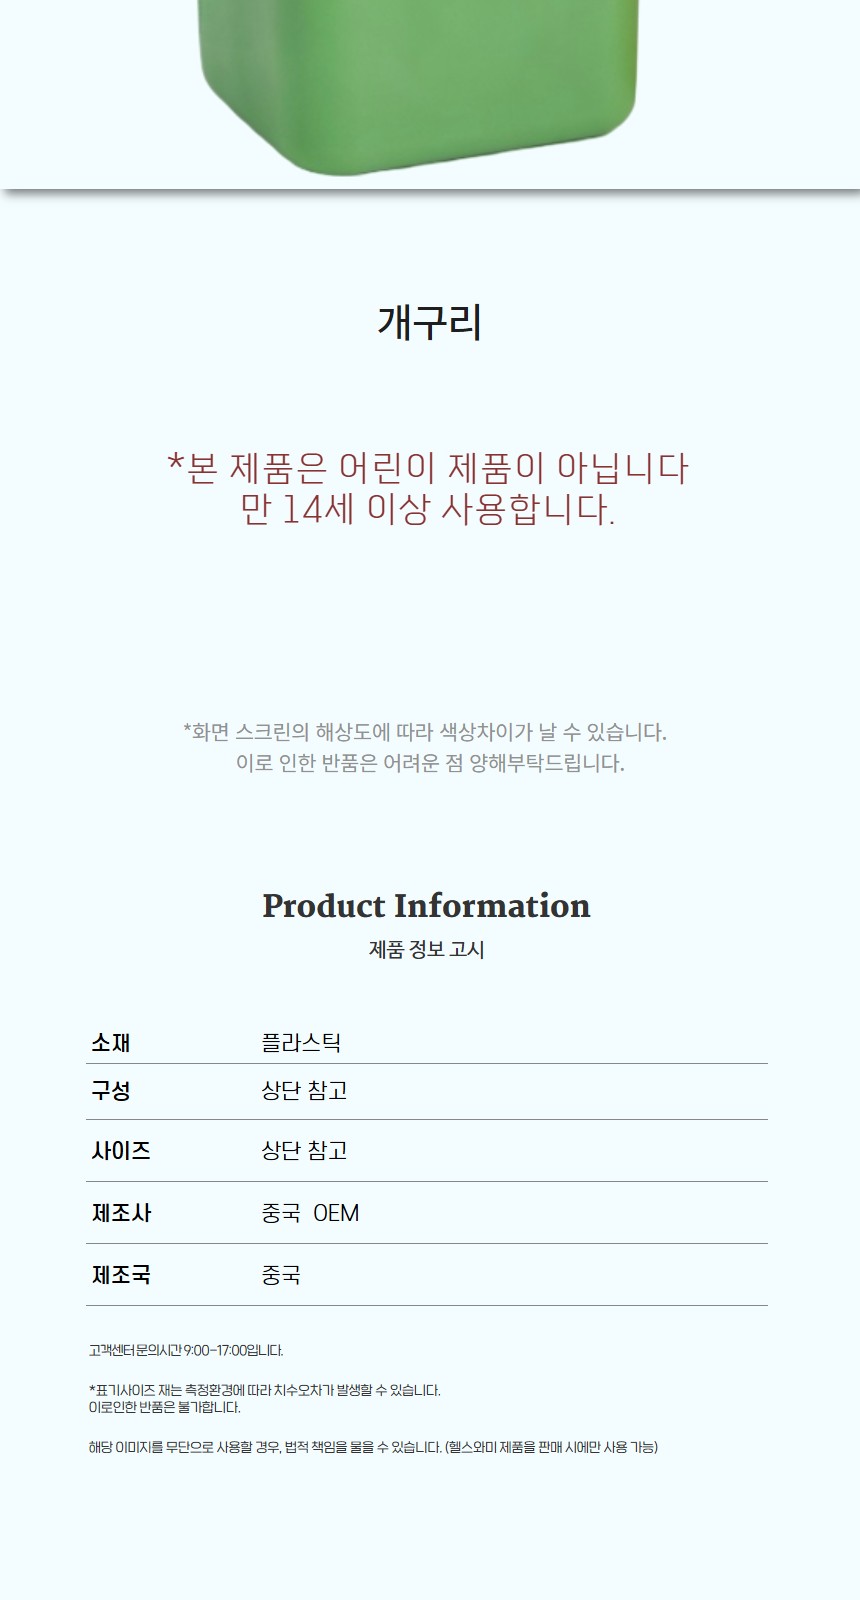 개구리
*본 제품은 어린이 제품이 아닙니다
만 14세 이상 사용합니다.
*화면 스크린의 해상도에 따라 색상차이가 날 수 있습니다.
이로 인한 반품은 어려운 점 양해부탁드립니다.
Product Information
제품 정보 고시
소재 플라스틱
구성 상단 참고
사이즈 상단 참고
제조사 중국 OEM
제조국 중국
고객센터 문의시간 9:00-17:00입니다.
*표기사이즈 재는 측정환경에 따라 치수오차가 발생할 수 있습니다.
이로인한 반품은 불가합니다.
해당 이미지를 무단으로 사용할 경우, 법적 책임을 물을 수 있습니다. (헬스와미 제품을 판매 시에만 사용 가능)